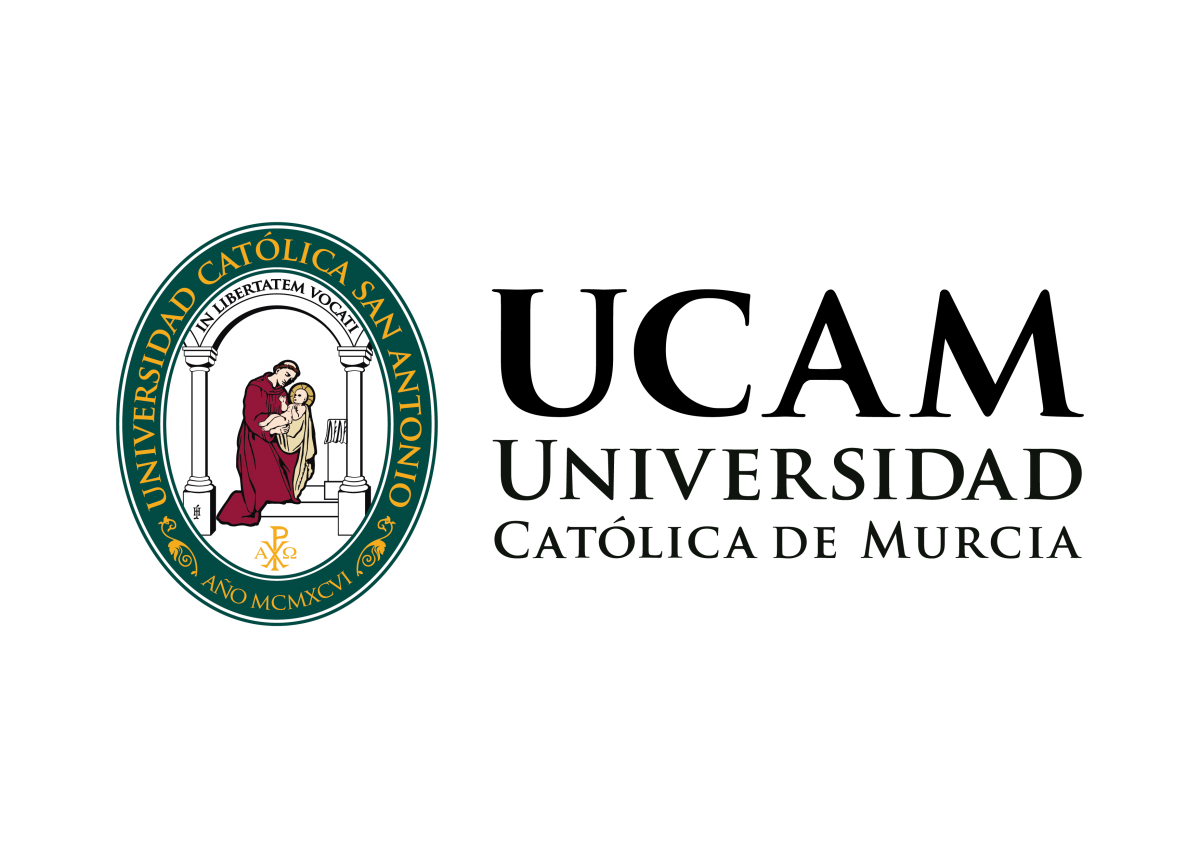 UNIVERSIDAD CATÓLICA SAN ANTONIO
IN LIBERTATEM VOCATI
Α Ω
AÑO MCMXCVI
UCAM
UNIVERSIDAD
CATÓLICA DE MURCIA